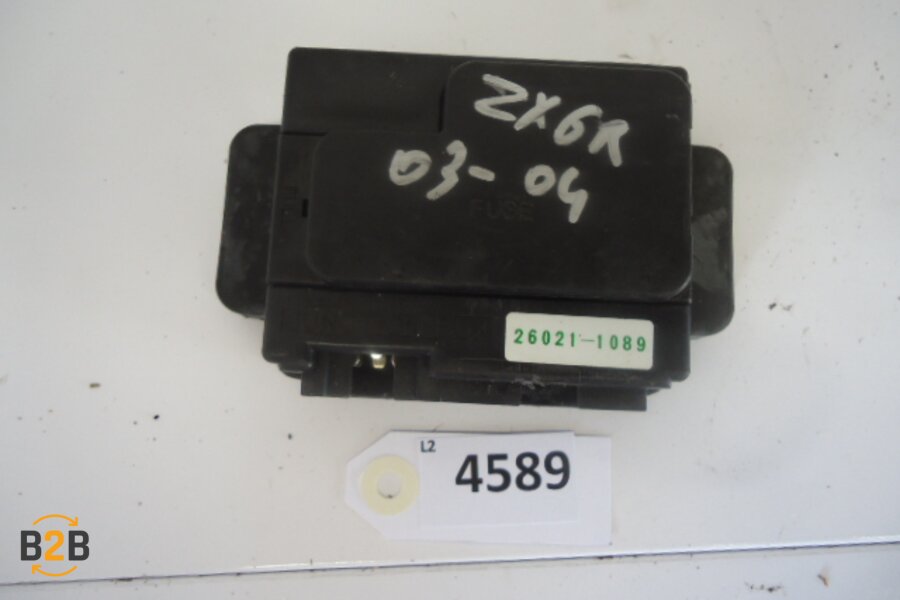 ZX6R
03-04
FUSE
26021-1089
L2
4589
B2B